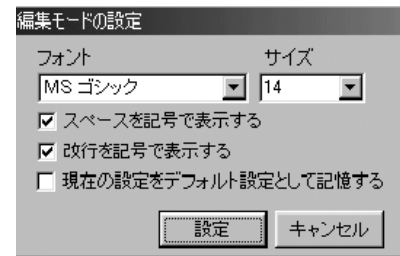 編集モードの設定
フォント サイズ
MS ゴシック 14
スペースを記号で表示する
改行を記号で表示する
現在の設定をデフォルト設定として記憶する
設定 キャンセル